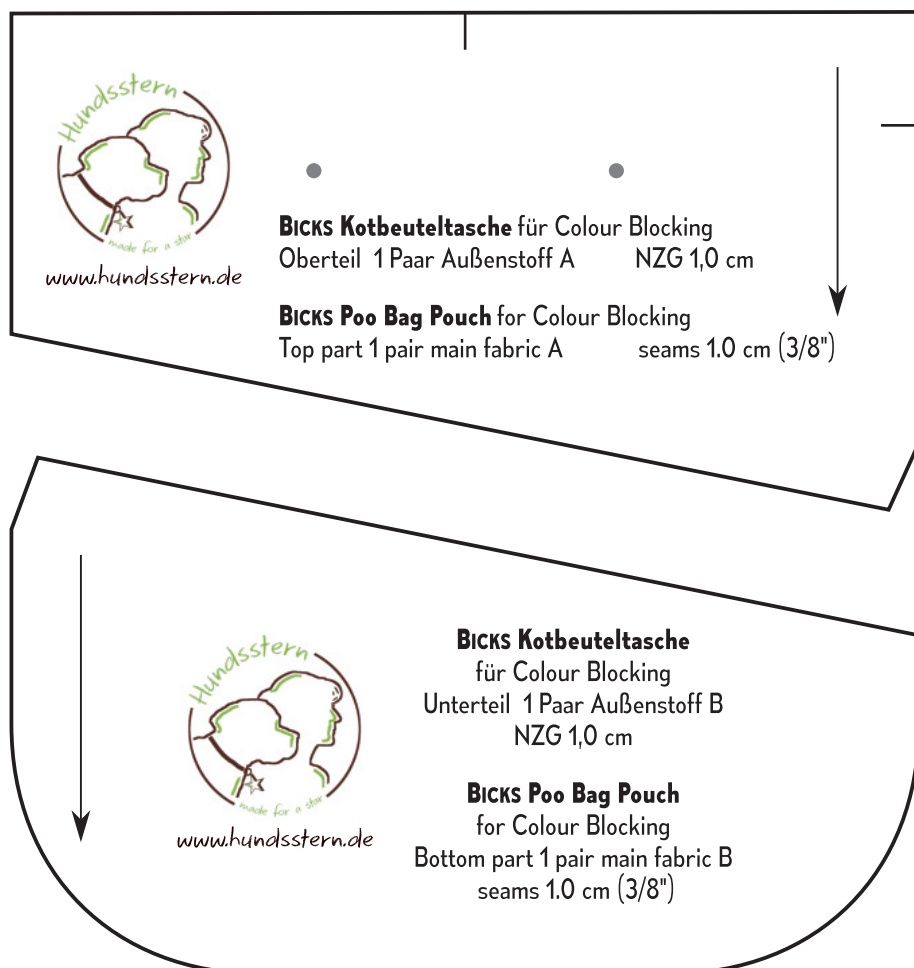 Hundsstern
made for a star
www.hundsstern.de
BICKS Kotbeuteltasche für Colour Blocking
Oberteil 1 Paar Außenstoff A NZG 1,0 cm
BICKS Poo Bag Pouch for Colour Blocking
Top part 1 pair main fabric A seams 1.0 cm (3/8")
Hundsstern
made for a star
www.hundsstern.de
BICKS Kotbeuteltasche
für Colour Blocking
Unterteil 1 Paar Außenstoff B
NZG 1,0 cm
BICKS Poo Bag Pouch
for Colour Blocking
Bottom part 1 pair main fabric B
seams 1.0 cm (3/8")